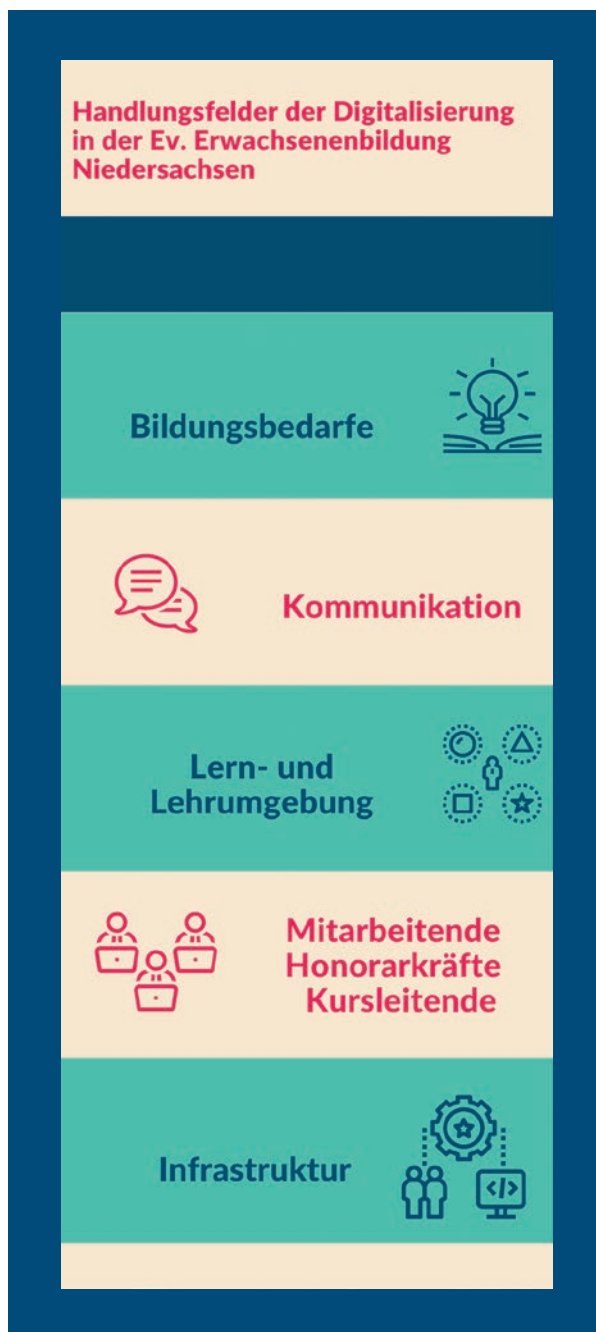 Handlungsfelder der Digitalisierung
in der Ev. Erwachsenenbildung
Niedersachsen
Bildungsbedarfe
Kommunikation
Lern- und
Lehrumgebung
Mitarbeitende
Honorarkräfte
Kursleitende
Infrastruktur
</>